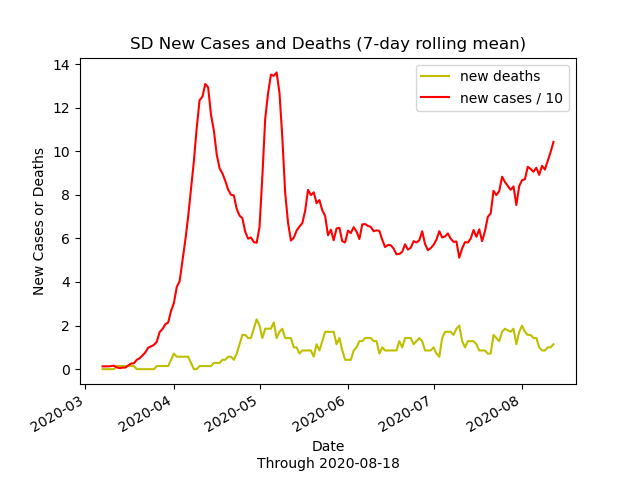 SD New Cases and Deaths (7-day rolling mean)
new deaths
new cases / 10
New Cases or Deaths
14
12
10
8
6
4
2
0
2020-03
2020-04
2020-05
2020-06
2020-07
2020-08
Date
Through 2020-08-18